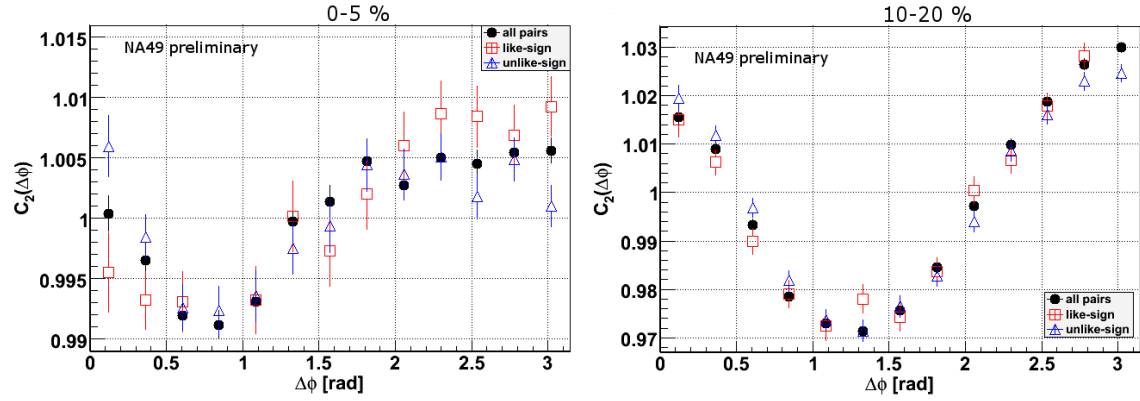 0-5 %
NA49 preliminary
all pairs
like-sign
unlike-sign
C₂(Δϕ)
1.015
1.01
1.005
1
0.995
0.99
0 0.5 1 1.5 2 2.5 3
Δϕ [rad]
10-20 %
NA49 preliminary
C₂(Δϕ)
1.03
1.02
1.01
1
0.99
0.98
0.97
all pairs
like-sign
unlike-sign
0 0.5 1 1.5 2 2.5 3
Δϕ [rad]